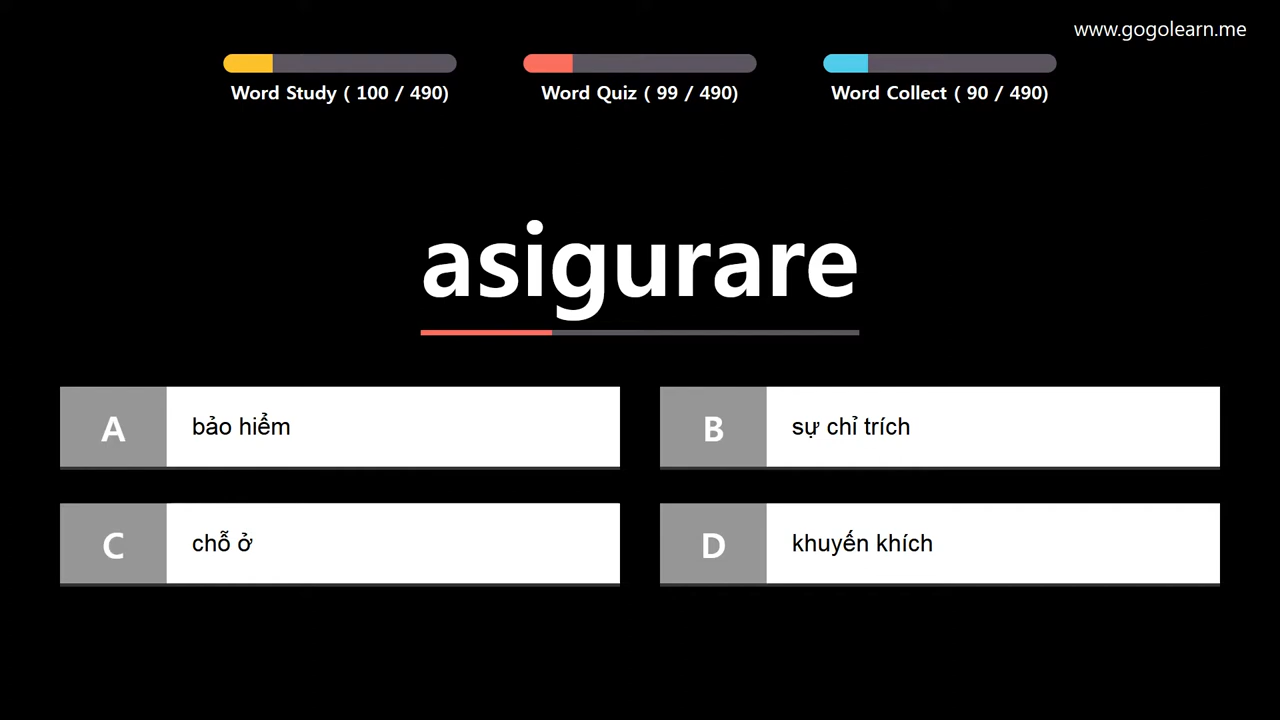 www.gogolearn.me
Word Study ( 100 / 490)
Word Quiz ( 99 / 490)
Word Collect ( 90 / 490)
asigurare
A bảo hiểm
B sự chỉ trích
C chỗ ở
D khuyến khích